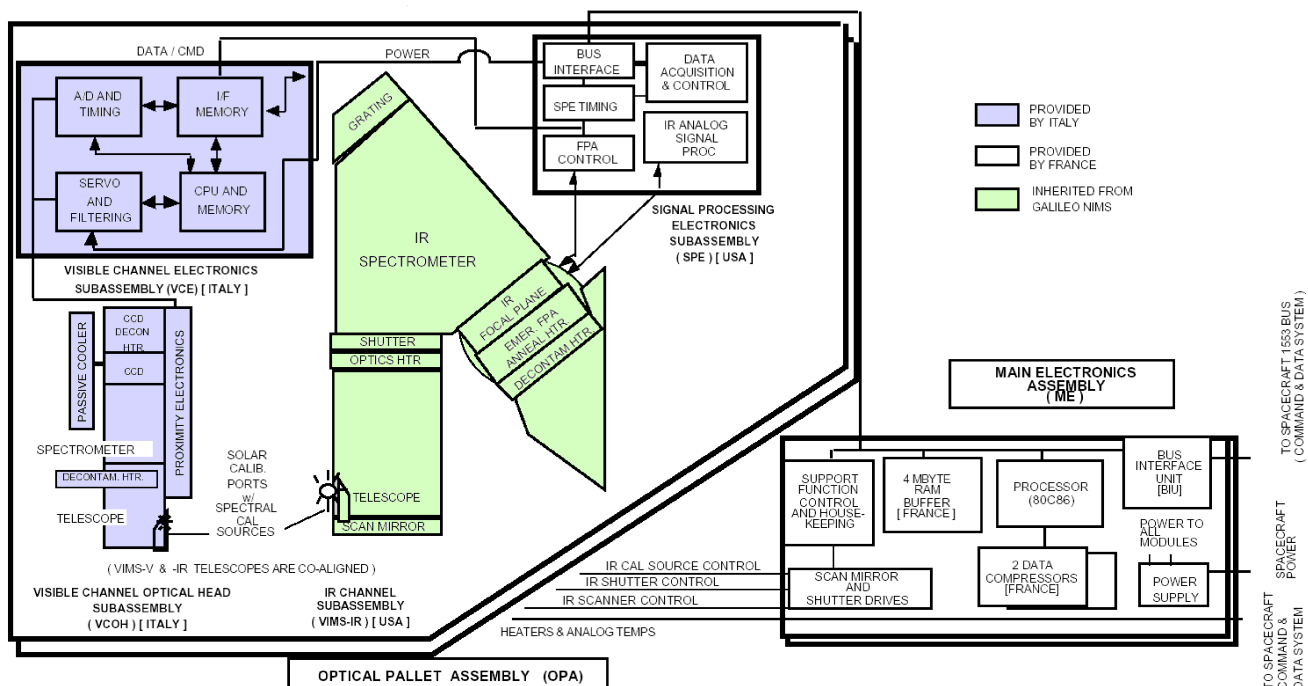 DATA / CMD
POWER
A/D AND
TIMING
I/F
MEMORY
SERVO
AND
FILTERING
CPU AND
MEMORY
VISIBLE CHANNEL ELECTRONICS
SUBASSEMBLY (VCE) [ ITALY ]
BUS
INTERFACE
DATA
ACQUISITION
& CONTROL
SPE TIMING
FPA
CONTROL
IR ANALOG
SIGNAL
PROC
SIGNAL PROCESSING
ELECTRONICS
SUBASSEMBLY
( SPE ) [ USA ]
PROVIDED
BY ITALY
PROVIDED
BY FRANCE
INHERITED FROM
GALILEO NIMS
GRATING
IR
SPECTROMETER
IR
FOCAL PLANE
EMER. FPA
ANNEAL HTR.
DECONTAM HTR.
SHUTTER
OPTICS HTR
TELESCOPE
SCAN MIRROR
PASSIVE COOLER
CCD
DECON
HTR
CCD
PROXIMITY ELECTRONICS
SPECTROMETER
DECONTAM. HTR.
TELESCOPE
SOLAR
CALIB.
PORTS
w/
SPECTRAL
CAL
SOURCES
( VIMS-V & -IR TELESCOPES ARE CO-ALIGNED )
VISIBLE CHANNEL OPTICAL HEAD
SUBASSEMBLY
(VCOH ) [ ITALY ]
IR CHANNEL
SUBASSEMBLY
( VIMS-IR ) [ USA ]
OPTICAL PALLET ASSEMBLY (OPA)
MAIN ELECTRONICS
ASSEMBLY
( ME )
SUPPORT
FUNCTION
CONTROL
AND HOUSE-
KEEPING
4 MBYTE
RAM
BUFFER
[ FRANCE ]
PROCESSOR
(80C86)
BUS
INTERFACE
UNIT
[BIU]
POWER TO
ALL
MODULES
SCAN MIRROR
AND
SHUTTER DRIVES
2 DATA
COMPRESSORS
[FRANCE]
POWER
SUPPLY
IR CAL SOURCE CONTROL
IR SHUTTER CONTROL
IR SCANNER CONTROL
HEATERS & ANALOG TEMPS
TO SPACECRAFT 1553 BUS
( COMMAND & DATA SYSTEM )
SPACECRAFT
POWER
TO SPACECRAFT
COMMAND &
DATA SYSTEM